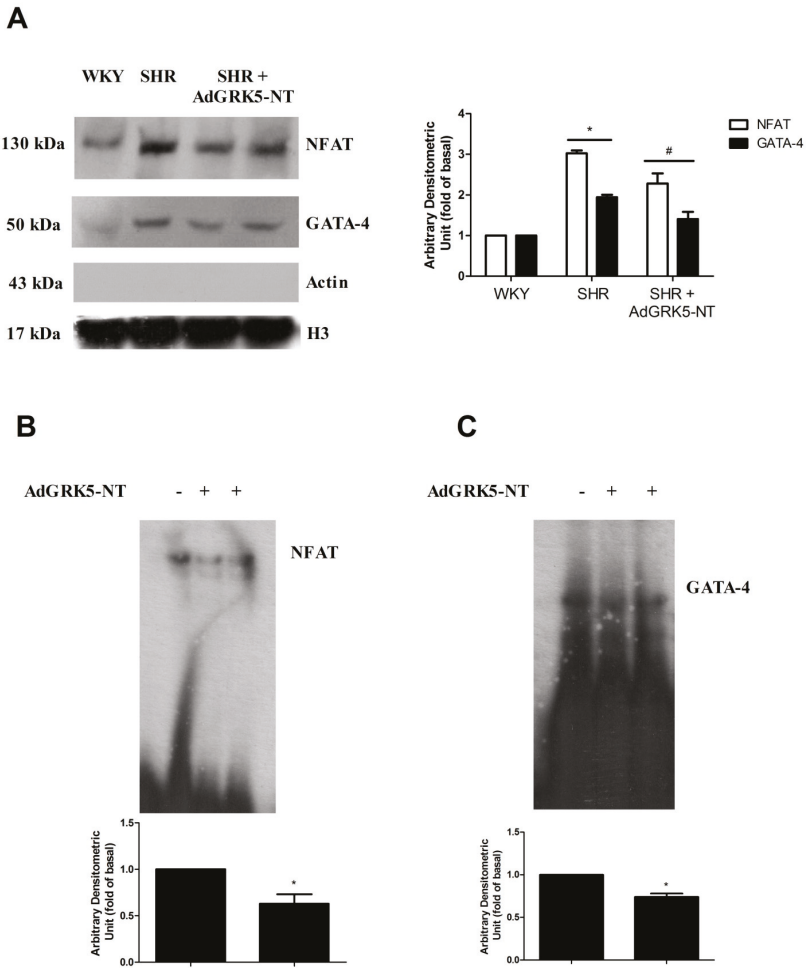 A
WKY SHR SHR +
AdGRK5-NT
130 kDa NFAT
50 kDa GATA-4
43 kDa Actin
17 kDa H3
Arbitrary Densitometric
Unit (fold of basal)
4
3
2
1
0
*
#
NFAT
GATA-4
WKY SHR SHR +
AdGRK5-NT
B
AdGRK5-NT - + +
NFAT
Arbitrary Densitometric
Unit (fold of basal)
1.5
1.0
0.5
0.0
*
C
AdGRK5-NT - + +
GATA-4
Arbitrary Densitometric
Unit (fold of basal)
1.5
1.0
0.5
0.0
*